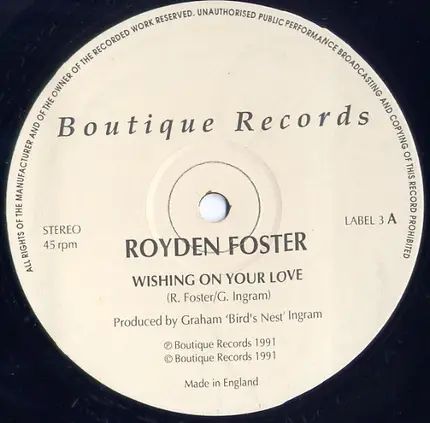 ALL RIGHTS OF THE MANUFACTURER AND OF THE OWNER OF THE RECORDED WORK RESERVED. UNAUTHORISED PUBLIC PERFORMANCE BROADCASTING AND COPYING OF THIS RECORD PROHIBITED
Boutique Records
STEREO
45 rpm
LABEL 3 A
ROYDEN FOSTER
WISHING ON YOUR LOVE
(R. Foster/G. Ingram)
Produced by Graham 'Bird's Nest' Ingram
℗ Boutique Records 1991
© Boutique Records 1991
Made in England